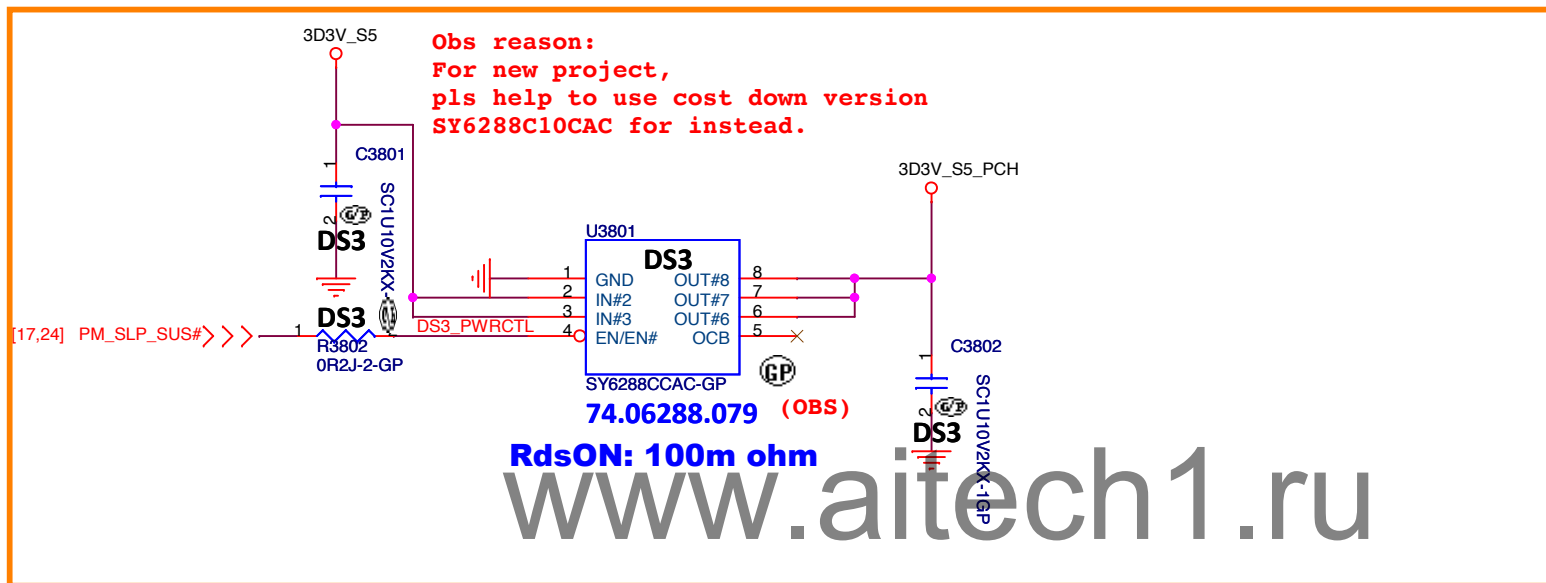 3D3V_S5
Obs reason:
For new project,
pls help to use cost down version
SY6288C10CAC for instead.
C3801
1
2
SC1U10V2KX-
G/P
DS3
3D3V_S5_PCH
U3801
DS3
1 GND OUT#8 8
2 IN#2 OUT#7 7
3 IN#3 OUT#6 6
4 EN/EN# OCB 5
[17,24] PM_SLP_SUS#
1
DS3
DS3_PWRCTL
R3802
0R2J-2-GP
SY6288CCAC-GP
GP
74.06288.079 (OBS)
RdsON: 100m ohm
C3802
1
2
SC1U10V2KX-1GP
G/P
DS3
www.aitech1.ru